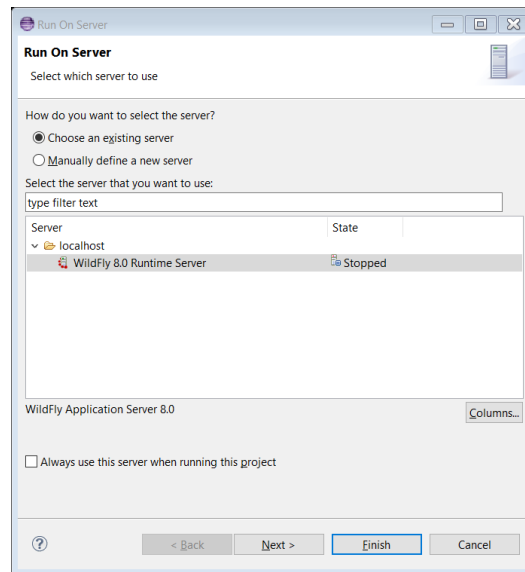 Run On Server
Run On Server
Select which server to use
How do you want to select the server?
Choose an existing server
Manually define a new server
Select the server that you want to use:
type filter text
Server State
localhost
WildFly 8.0 Runtime Server Stopped
WildFly Application Server 8.0
Columns...
Always use this server when running this project
? < Back Next > Finish Cancel